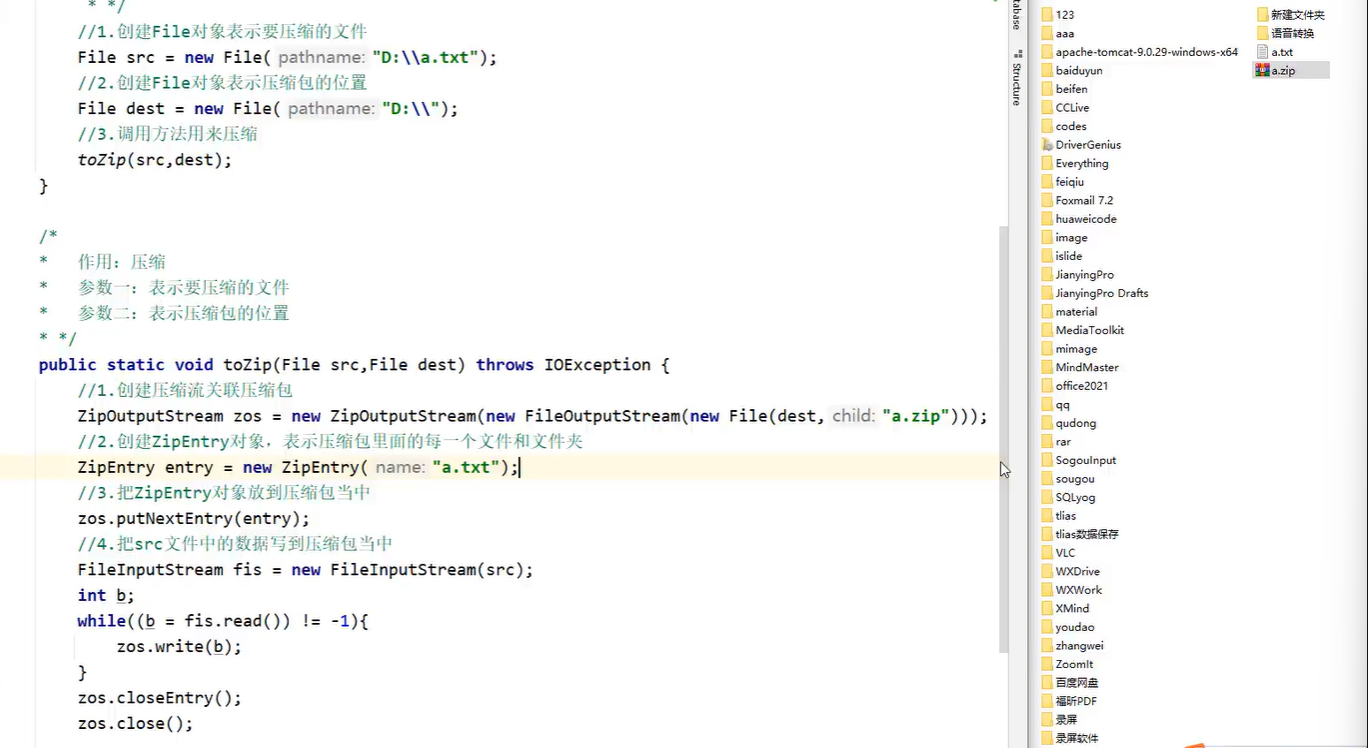 * */
//1.创建File对象表示要压缩的文件
File src = new File( pathname: "D:\\a.txt");
//2.创建File对象表示压缩包的位置
File dest = new File( pathname: "D:\\");
//3.调用方法用来压缩
toZip(src,dest);
}
/*
* 作用：压缩
* 参数一：表示要压缩的文件
* 参数二：表示压缩包的位置
* */
public static void toZip(File src,File dest) throws IOException {
//1.创建压缩流关联压缩包
ZipOutputStream zos = new ZipOutputStream(new FileOutputStream(new File(dest, child: "a.zip")));
//2.创建ZipEntry对象，表示压缩包里面的每一个文件和文件夹
ZipEntry entry = new ZipEntry( name: "a.txt");
//3.把ZipEntry对象放到压缩包当中
zos.putNextEntry(entry);
//4.把src文件中的数据写到压缩包当中
FileInputStream fis = new FileInputStream(src);
int b;
while((b = fis.read()) != -1){
zos.write(b);
}
zos.closeEntry();
zos.close();
Structure
123
aaa
apache-tomcat-9.0.29-windows-x64
baiduyun
beifen
CCLive
codes
DriverGenius
Everything
feiqiu
Foxmail 7.2
huaweicode
image
islide
JianyingPro
JianyingPro Drafts
material
MediaToolkit
mimage
MindMaster
office2021
qq
qudong
rar
SogouInput
sougou
SQLyog
tlias
tlias数据保存
VLC
WXDrive
WXWork
XMind
youdao
zhangwei
ZoomIt
百度网盘
福昕PDF
录屏
录屏软件
新建文件夹
语音转换
a.txt
a.zip